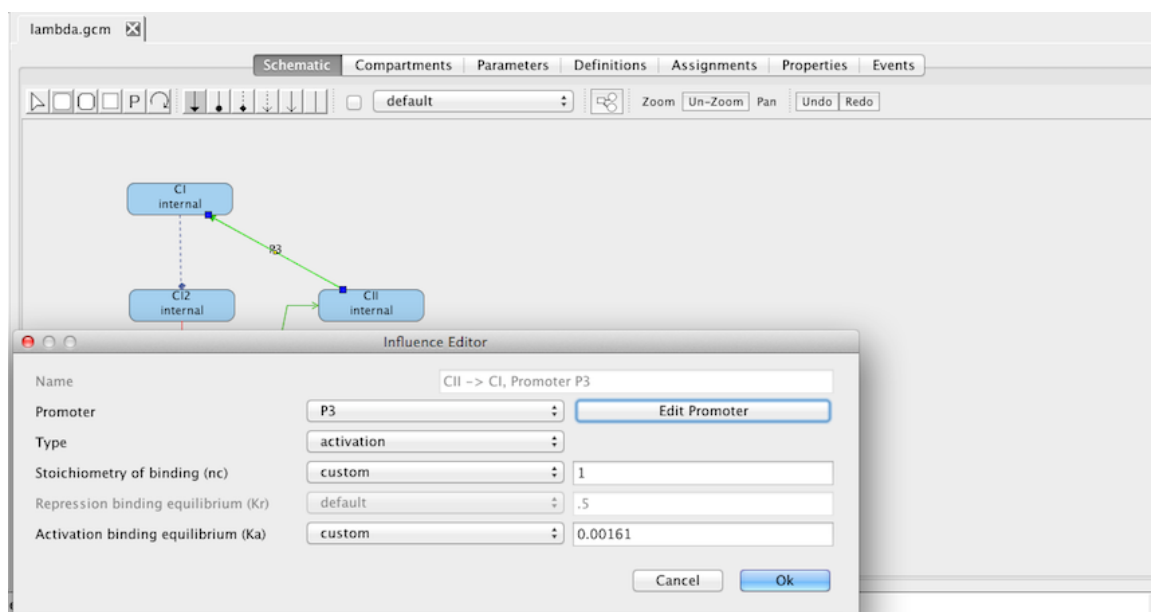 lambda.gcm
Schematic Compartments Parameters Definitions Assignments Properties Events
P default Zoom Un-Zoom Pan Undo Redo
CI
internal
P3
CI2
internal
CII
internal
Influence Editor
Name CII -> CI, Promoter P3
Promoter P3 Edit Promoter
Type activation
Stoichiometry of binding (nc) custom 1
Repression binding equilibrium (Kr) default .5
Activation binding equilibrium (Ka) custom 0.00161
Cancel Ok